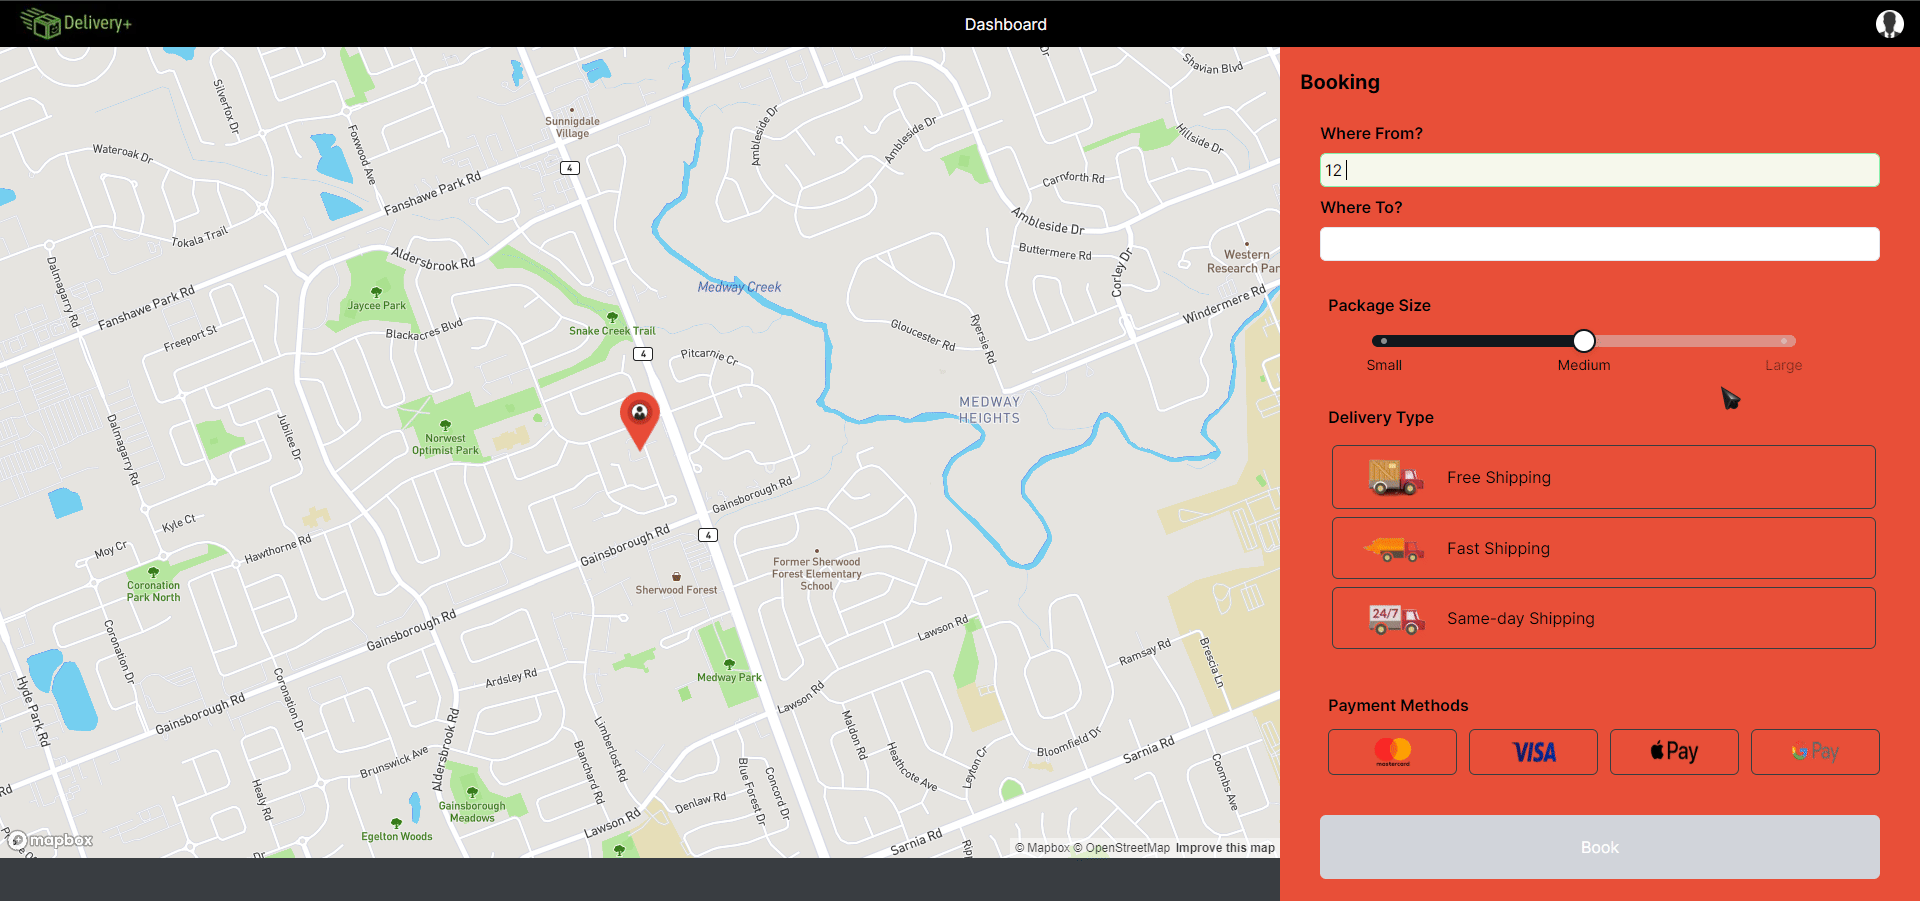 Delivery+
Dashboard
Booking
Where From?
12
Where To?
Package Size
Small
Medium
Large
Delivery Type
Free Shipping
Fast Shipping
24/7
Same-day Shipping
Payment Methods
mastercard
VISA
Pay
G Pay
Book
Shavian Blvd
Silverfox Dr
Foxwood Ave
Sunnigdale
Village
Ambleside Dr
Ambleside Dr
Hillside Dr
Wateroak Dr
4
Fanshawe Park Rd
Carnforth Rd
Ambleside Dr
Tokala Trail
Buttermere Rd
Aldersbrook Rd
Corley Dr
Western
Research Par
Dalmagarry Rd
Medway Creek
Fanshawe Park Rd
Jaycee Park
Windermere Rd
Freeport St
Blackacres Blvd
Snake Creek Trail
Gloucester Rd
Ryersie Rd
4
Pitcarnie Cr
MEDWAY
HEIGHTS
Dalmagarry Rd
Jubilee Dr
Norwest
Optimist Park
Gainsborough Rd
Kyle Ct
4
Moy Cr
Hawthorne Rd
Gainsborough Rd
Former Sherwood
Forest Elementary
School
Coronation
Park North
Sherwood Forest
Gainsborough Rd
Lawson Rd
Coronation Dr
Ramsay Rd
Brescia Ln
Hyde Park Rd
Coronation Dr
Ardsley Rd
Medway Park
Lawson Rd
Gainsborough Rd
Aldersbrook Rd
Limberlost Rd
Maldon Rd
Bloomfield Dr
Sarnia Rd
Brunswick Ave
Blanchard Rd
Blue Forest Dr
Concord Dr
Heathcote Ave
Leyton Cr
Coombs Ave
Rd
Healy Rd
Gainsborough
Meadows
Denlaw Rd
Egelton Woods
Lawson Rd
Sarnia Rd
Dr
mapbox
© Mapbox © OpenStreetMap Improve this map